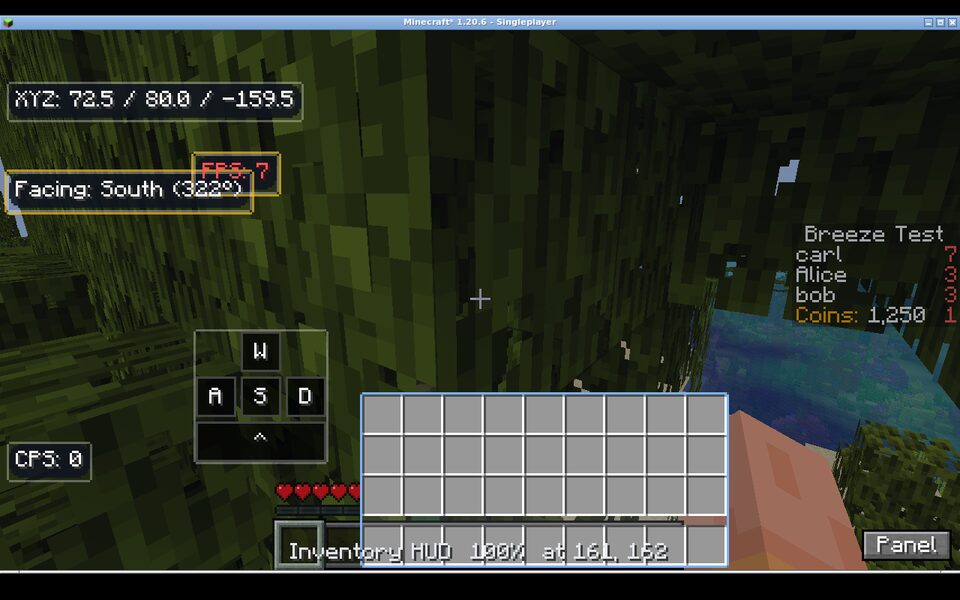 Minecraft* 1.20.6 - Singleplayer
XYZ: 72.5 / 80.0 / -159.5
FPS: 7
Facing: South (322º)
Breeze Test
carl 7
Alice 3
bob 3
Coins: 1,250 1
W
A S D
^
CPS: 0
Inventory HUD 100% at 161, 162
Panel